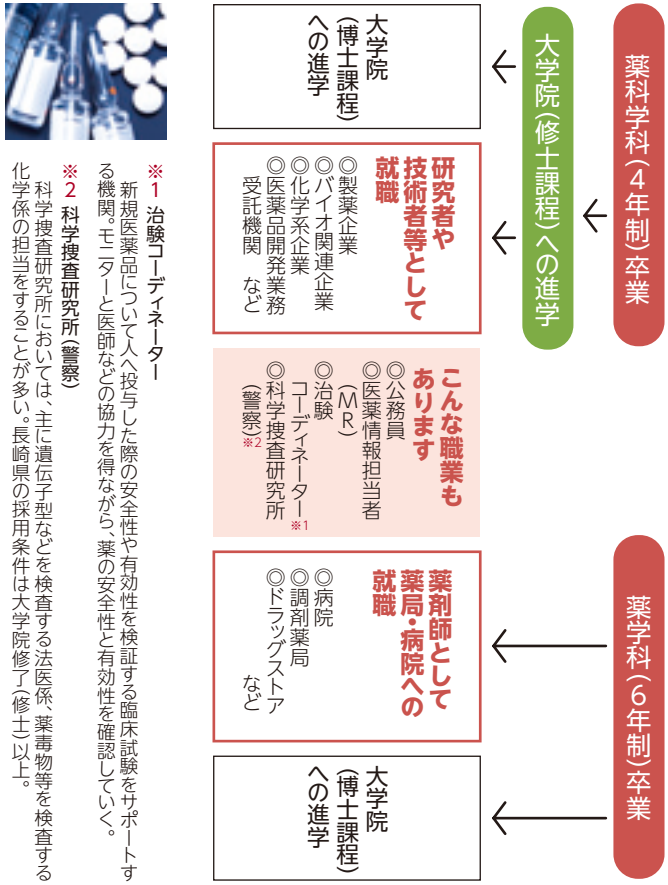 薬科学科(4年制)卒業
大学院(修士課程)への進学
大学院
(博士課程)
への進学
研究者や
技術者等として
就職
◎製薬企業
◎バイオ関連企業
◎化学系企業
◎医薬品開発業務
受託機関 など
こんな職業も
あります
◎公務員
◎医薬情報担当者
(MR)
◎治験
コーディネーター※1
◎科学捜査研究所
(警察)※2
薬学科(6年制)卒業
薬剤師として
薬局・病院への
就職
◎病院
◎調剤薬局
◎ドラッグストア
など
大学院
(博士課程)
への進学
※1 治験コーディネーター
新規医薬品について人へ投与した際の安全性や有効性を検証する臨床試験をサポートす
る機関。モニターと医師などの協力を得ながら、薬の安全性と有効性を確認していく。
※2 科学捜査研究所(警察)
科学捜査研究所においては、主に遺伝子型などを検査する法医係、薬毒物等を検査する
化学係の担当をすることが多い。長崎県の採用条件は大学院修了(修士)以上。